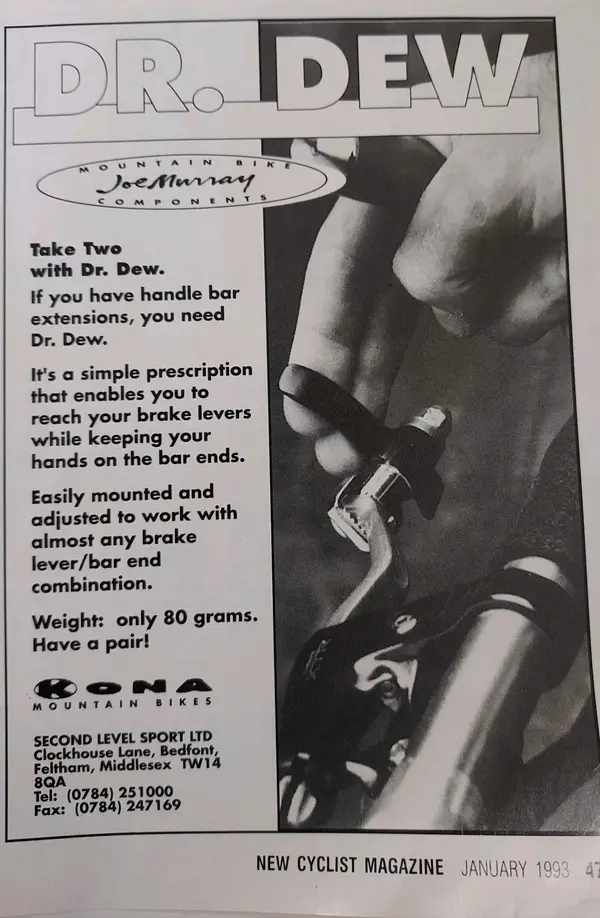 DR. DEW
MOUNTAIN BIKE
Joe Murray
COMPONENTS
Take Two
with Dr. Dew.
If you have handle bar
extensions, you need
Dr. Dew.
It's a simple prescription
that enables you to
reach your brake levers
while keeping your
hands on the bar ends.
Easily mounted and
adjusted to work with
almost any brake
lever/bar end
combination.
Weight: only 80 grams.
Have a pair!
KONA
MOUNTAIN BIKES
SECOND LEVEL SPORT LTD
Clockhouse Lane, Bedfont,
Feltham, Middlesex TW14
8QA
Tel: (0784) 251000
Fax: (0784) 247169
NEW CYCLIST MAGAZINE JANUARY 1993 47